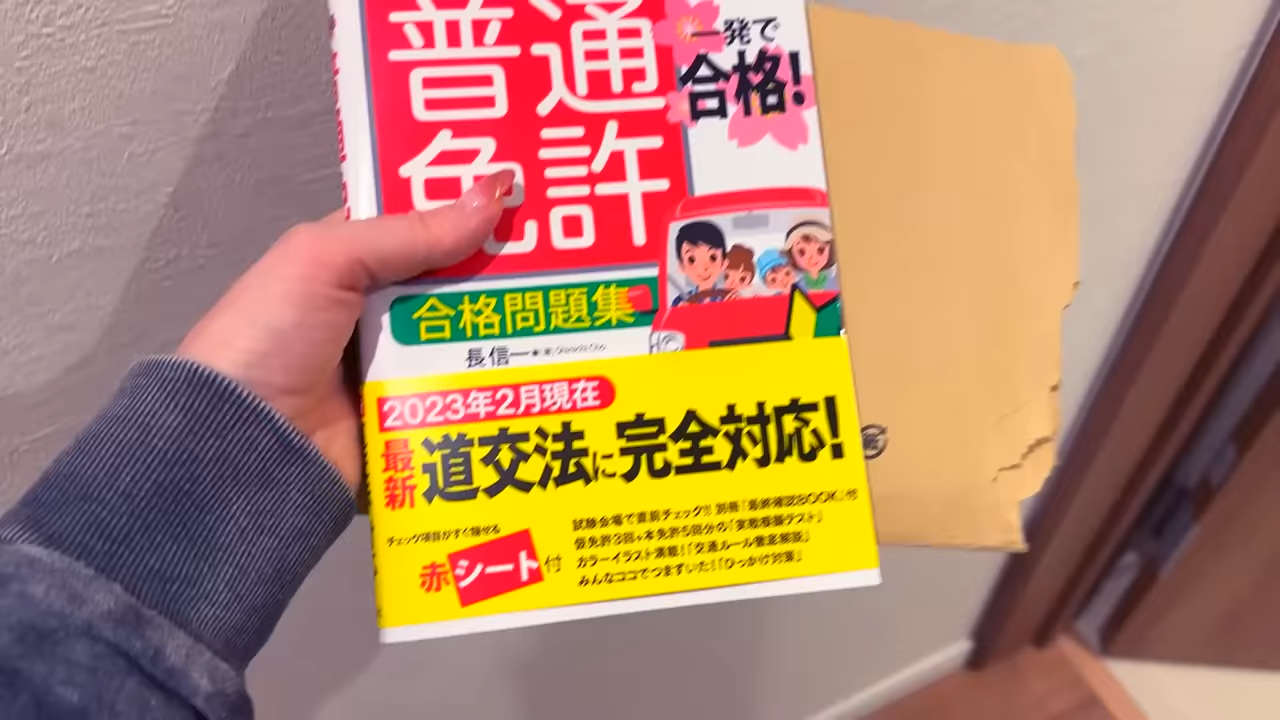 普通
免許
一発で
合格!
合格問題集
長信一●著
2023年2月現在
最新
道交法に完全対応!
チェック項目がすぐ隠せる
赤シート付
試験会場で直前チェック!! 別冊「最終確認BOOK」付
仮免許3回+本免許5回分の「実戦模擬テスト」
カラーイラスト満載!「交通ルール徹底解説」
みんなココでつまずいた!「ひっかけ対策」